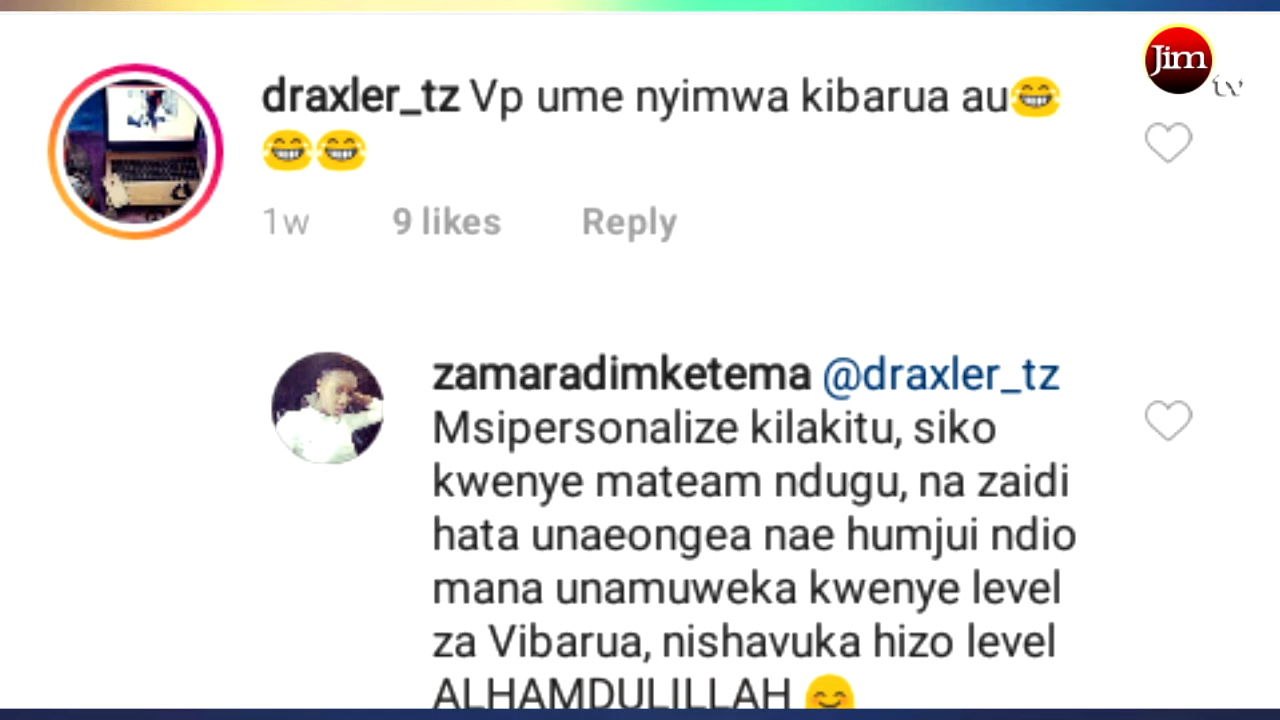 Jim
tv
draxler_tz Vp ume nyimwa kibarua au😂
😂😂
1w 9 likes Reply
zamaradimketema @draxler_tz
Msipersonalize kilakitu, siko
kwenye mateam ndugu, na zaidi
hata unaeongea nae humjui ndio
mana unamuweka kwenye level
za Vibarua, nishavuka hizo level
ALHAMDULILLAH 😊